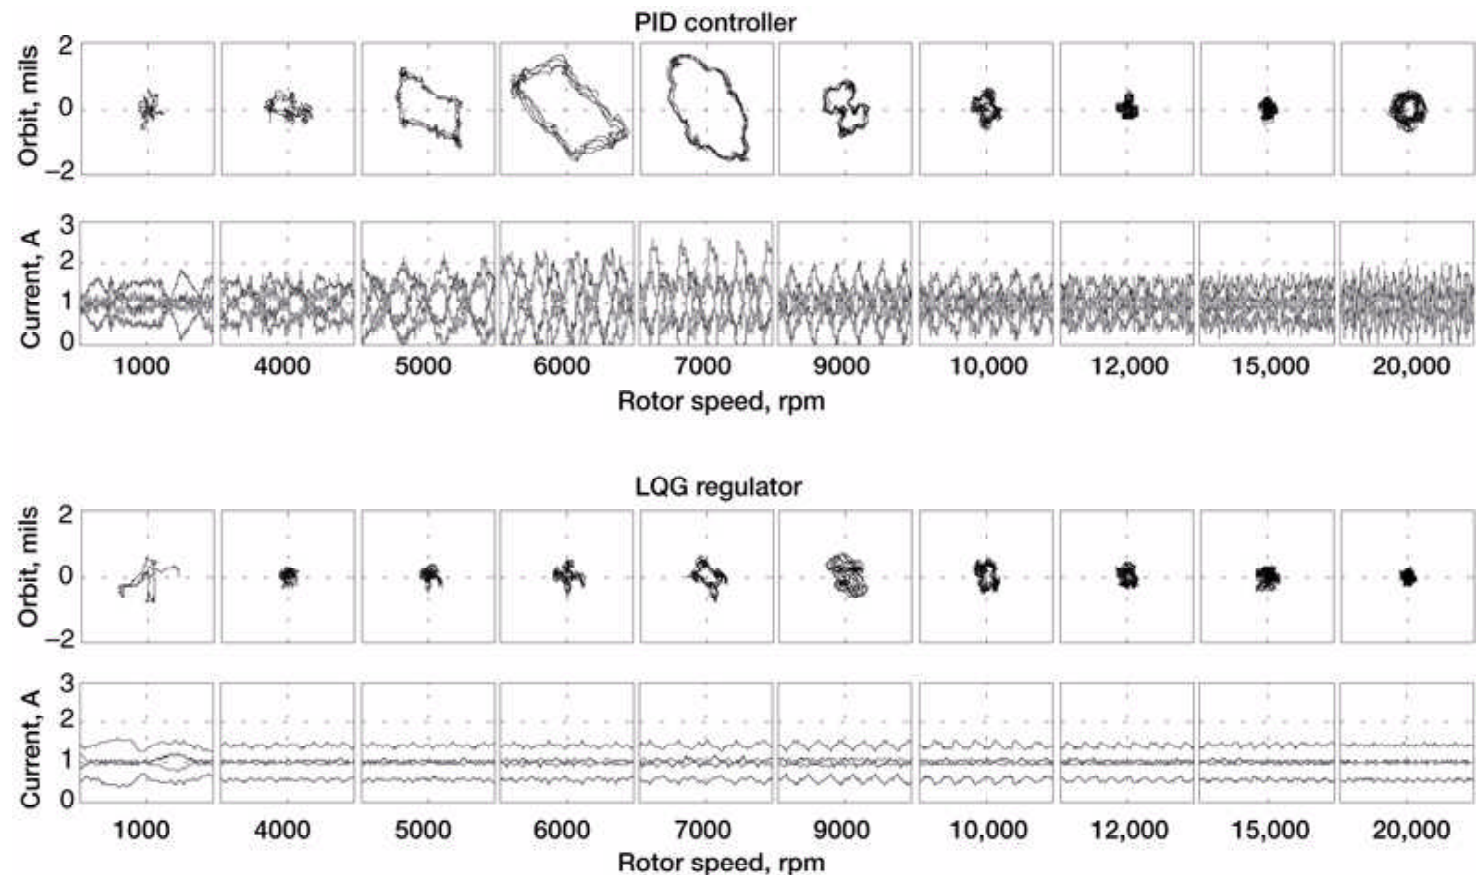 PID controller
Orbit, mils
2
0
–2
Current, A
3
2
1
0
1000 4000 5000 6000 7000 9000 10,000 12,000 15,000 20,000
Rotor speed, rpm
LQG regulator
Orbit, mils
2
0
–2
Current, A
3
2
1
0
1000 4000 5000 6000 7000 9000 10,000 12,000 15,000 20,000
Rotor speed, rpm